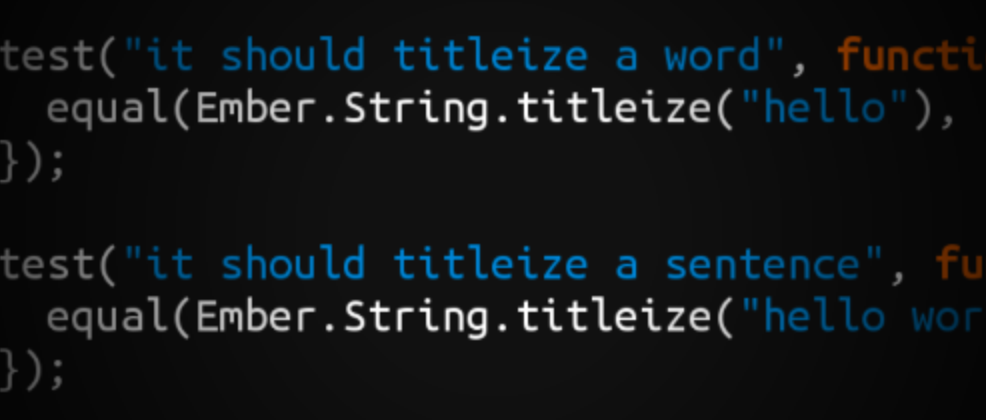 test("it should titleize a word", functi
  equal(Ember.String.titleize("hello"),
});

test("it should titleize a sentence", fu
  equal(Ember.String.titleize("hello wor
});